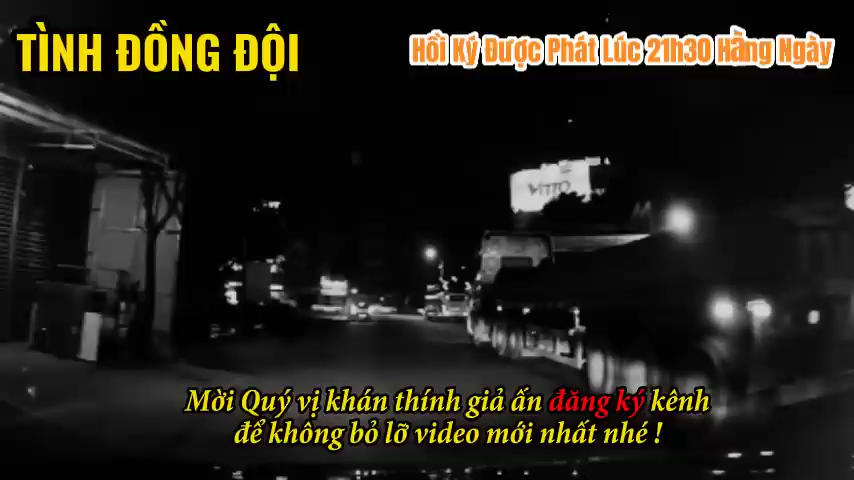 TÌNH ĐỒNG ĐỘI
Hồi Ký Được Phát Lúc 21h30 Hằng Ngày
VITTO
Mời Quý vị khán thính giả ấn đăng ký kênh
để không bỏ lỡ video mới nhất nhé !